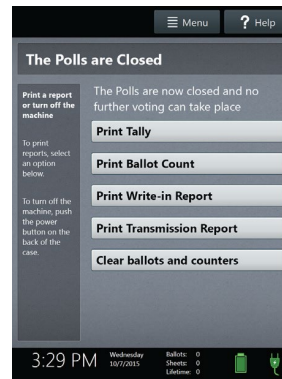 Menu
? Help
The Polls are Closed
Print a report
or turn off the
machine
To print
reports, select
an option
below.
To turn off the
machine, push
the power
button on the
back of the
case.
The Polls are now closed and no
further voting can take place
Print Tally
Print Ballot Count
Print Write-in Report
Print Transmission Report
Clear ballots and counters
3:29 PM
Wednesday
10/7/2015
Ballots: 0
Sheets: 0
Lifetime: 0